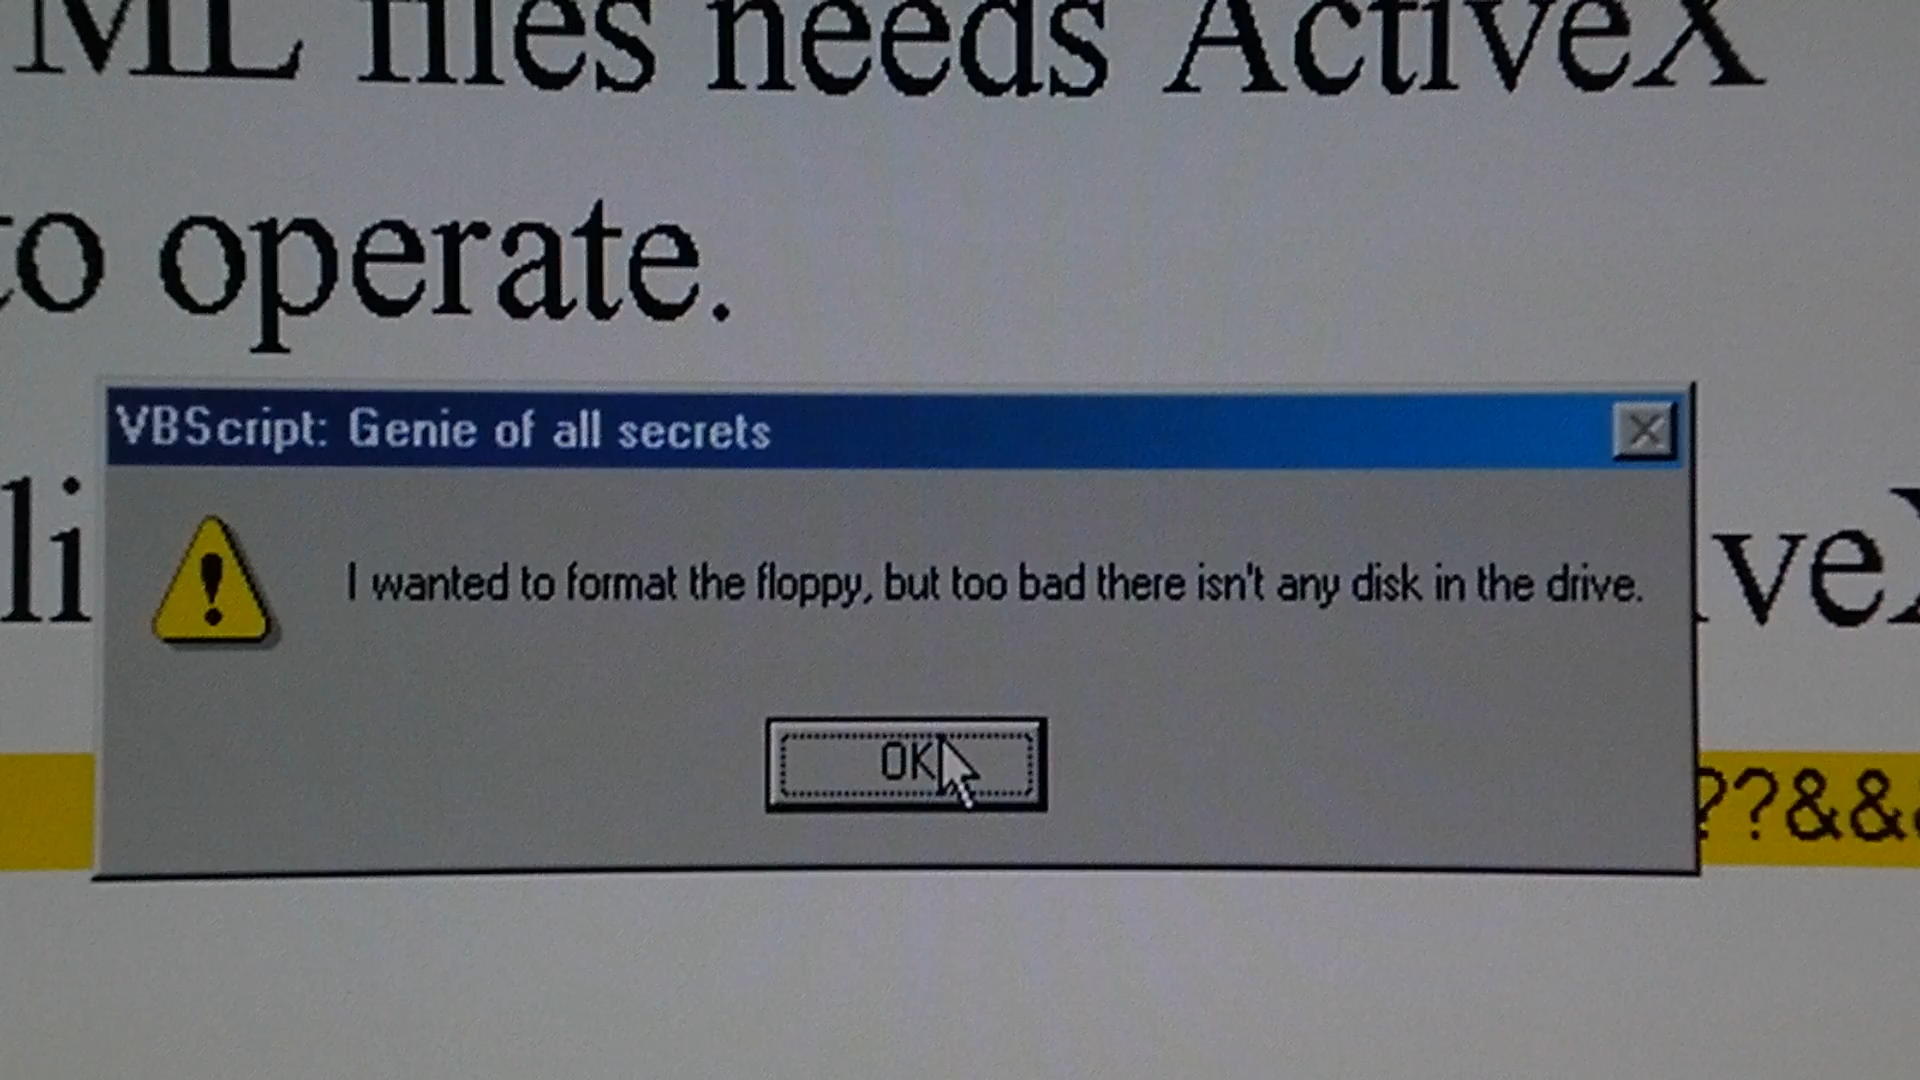 ML files needs ActiveX
to operate.
VBScript: Genie of all secrets
I wanted to format the floppy, but too bad there isn't any disk in the drive.
li
OK
??&&